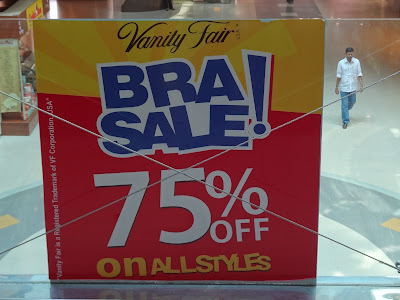 Vanity Fair
BRA
SALE!
75%
OFF
on ALL STYLES
*Vanity Fair is a Registered Trademark of VF Corporation, USA*